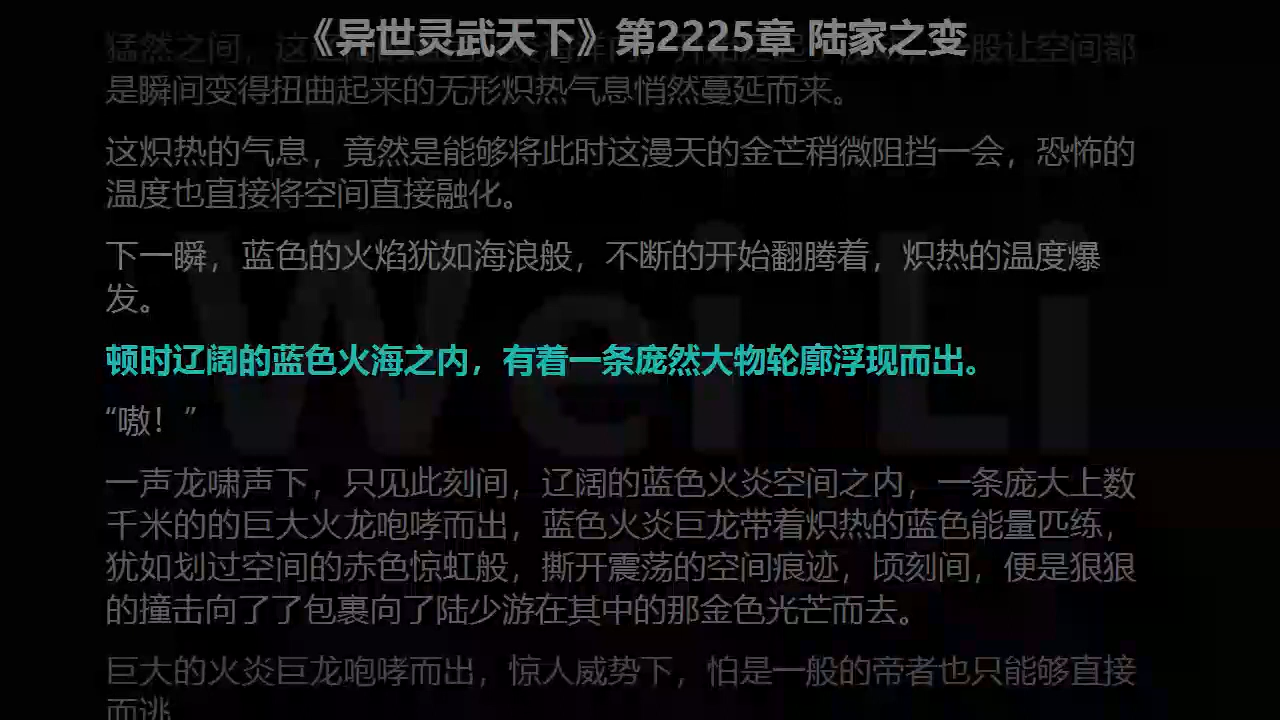 《异世灵武天下》第2225章 陆家之变
猛然之间，这
股让空间都
是瞬间变得扭曲起来的无形炽热气息悄然蔓延而来。
这炽热的气息，竟然是能够将此时这漫天的金芒稍微阻挡一会，恐怖的
温度也直接将空间直接融化。
下一瞬，蓝色的火焰犹如海浪般，不断的开始翻腾着，炽热的温度爆
发。
顿时辽阔的蓝色火海之内，有着一条庞然大物轮廓浮现而出。
“嗷！”
一声龙啸声下，只见此刻间，辽阔的蓝色火炎空间之内，一条庞大上数
千米的的巨大火龙咆哮而出，蓝色火炎巨龙带着炽热的蓝色能量匹练，
犹如划过空间的赤色惊虹般，撕开震荡的空间痕迹，顷刻间，便是狠狠
的撞击向了了包裹向了陆少游在其中的那金色光芒而去。
巨大的火炎巨龙咆哮而出，惊人威势下，怕是一般的帝者也只能够直接
而逃
Wei Li